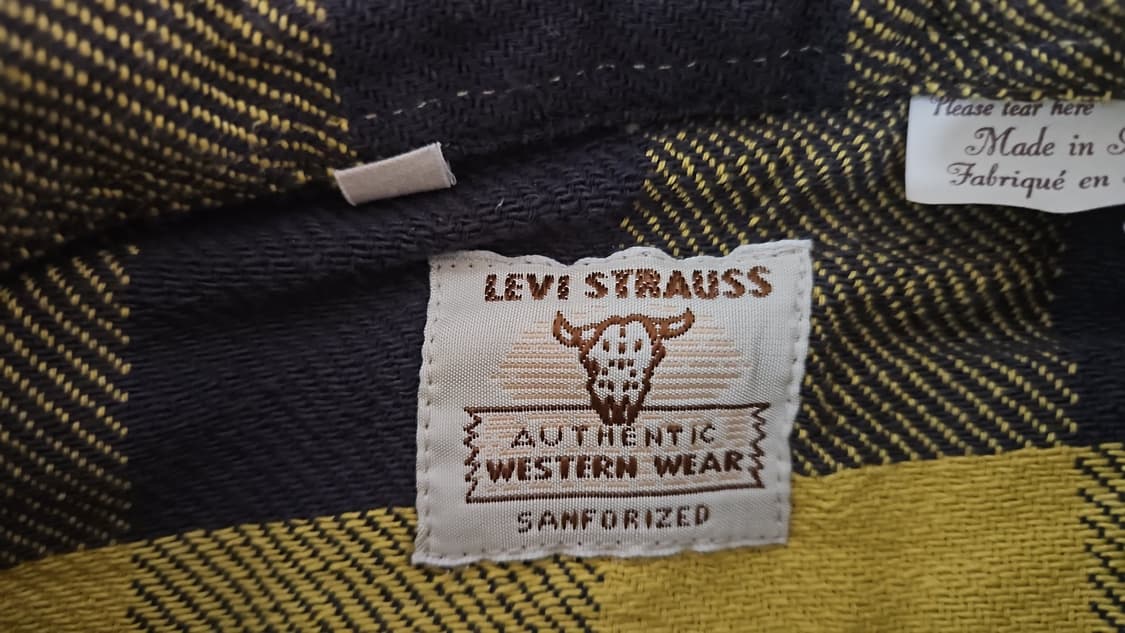 Please tear here
Made in
Fabriqué en
LEVI STRAUSS
AUTHENTIC
WESTERN WEAR
SANFORIZED